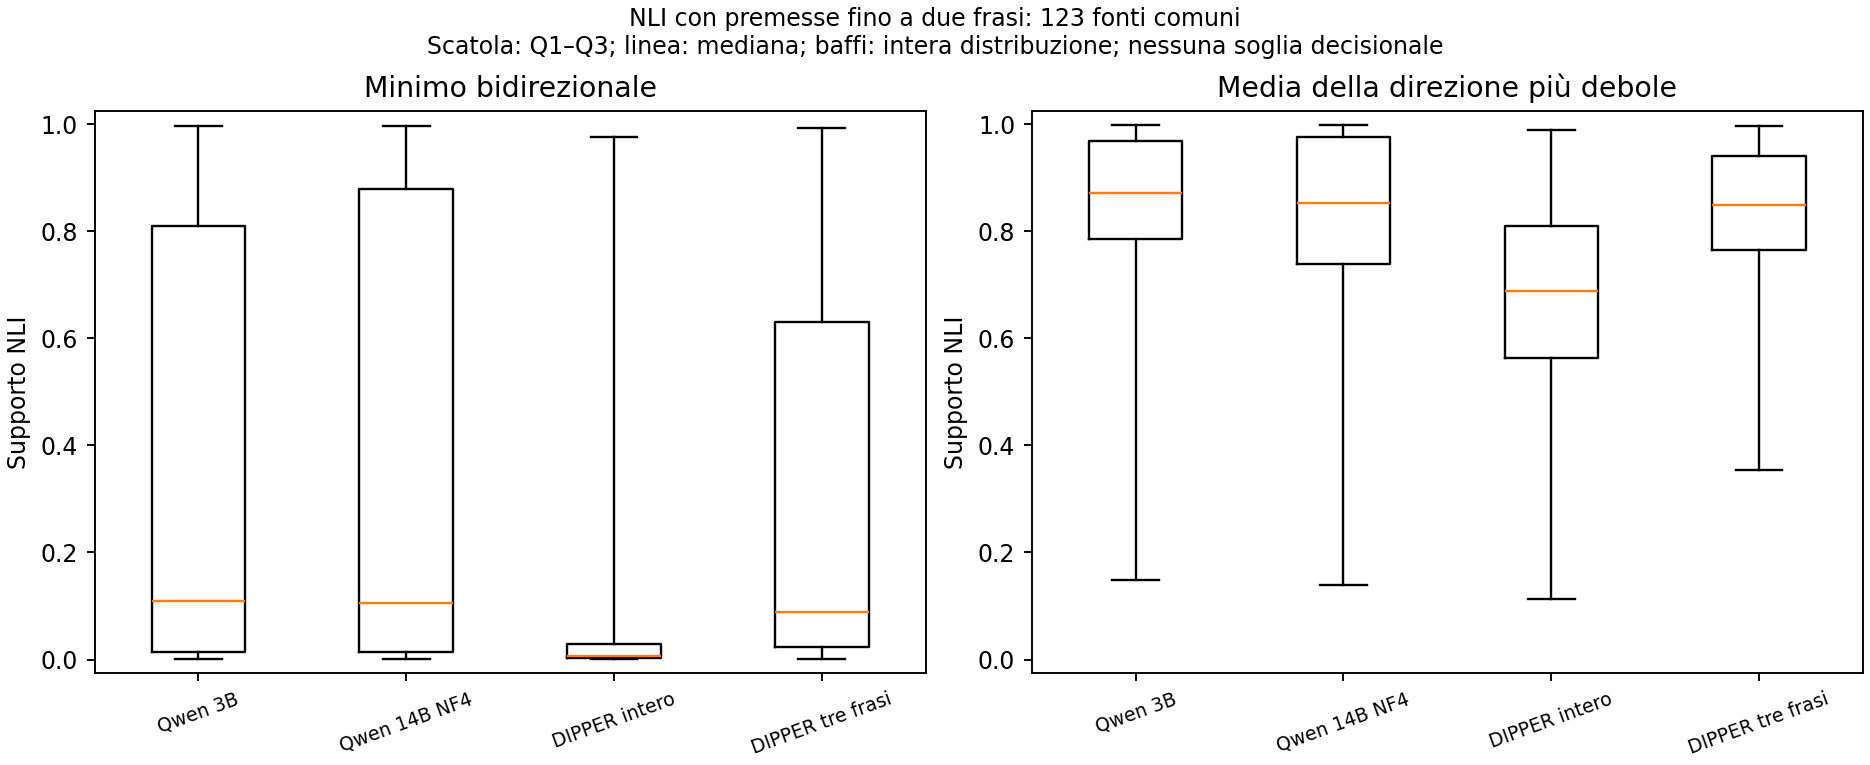 NLI con premesse fino a due frasi: 123 fonti comuni
Scatola: Q1–Q3; linea: mediana; baffi: intera distribuzione; nessuna soglia decisionale
Minimo bidirezionale
Supporto NLI
1.0
0.8
0.6
0.4
0.2
0.0
Qwen 3B
Qwen 14B NF4
DIPPER intero
DIPPER tre frasi
Media della direzione più debole
Supporto NLI
1.0
0.8
0.6
0.4
0.2
0.0
Qwen 3B
Qwen 14B NF4
DIPPER intero
DIPPER tre frasi